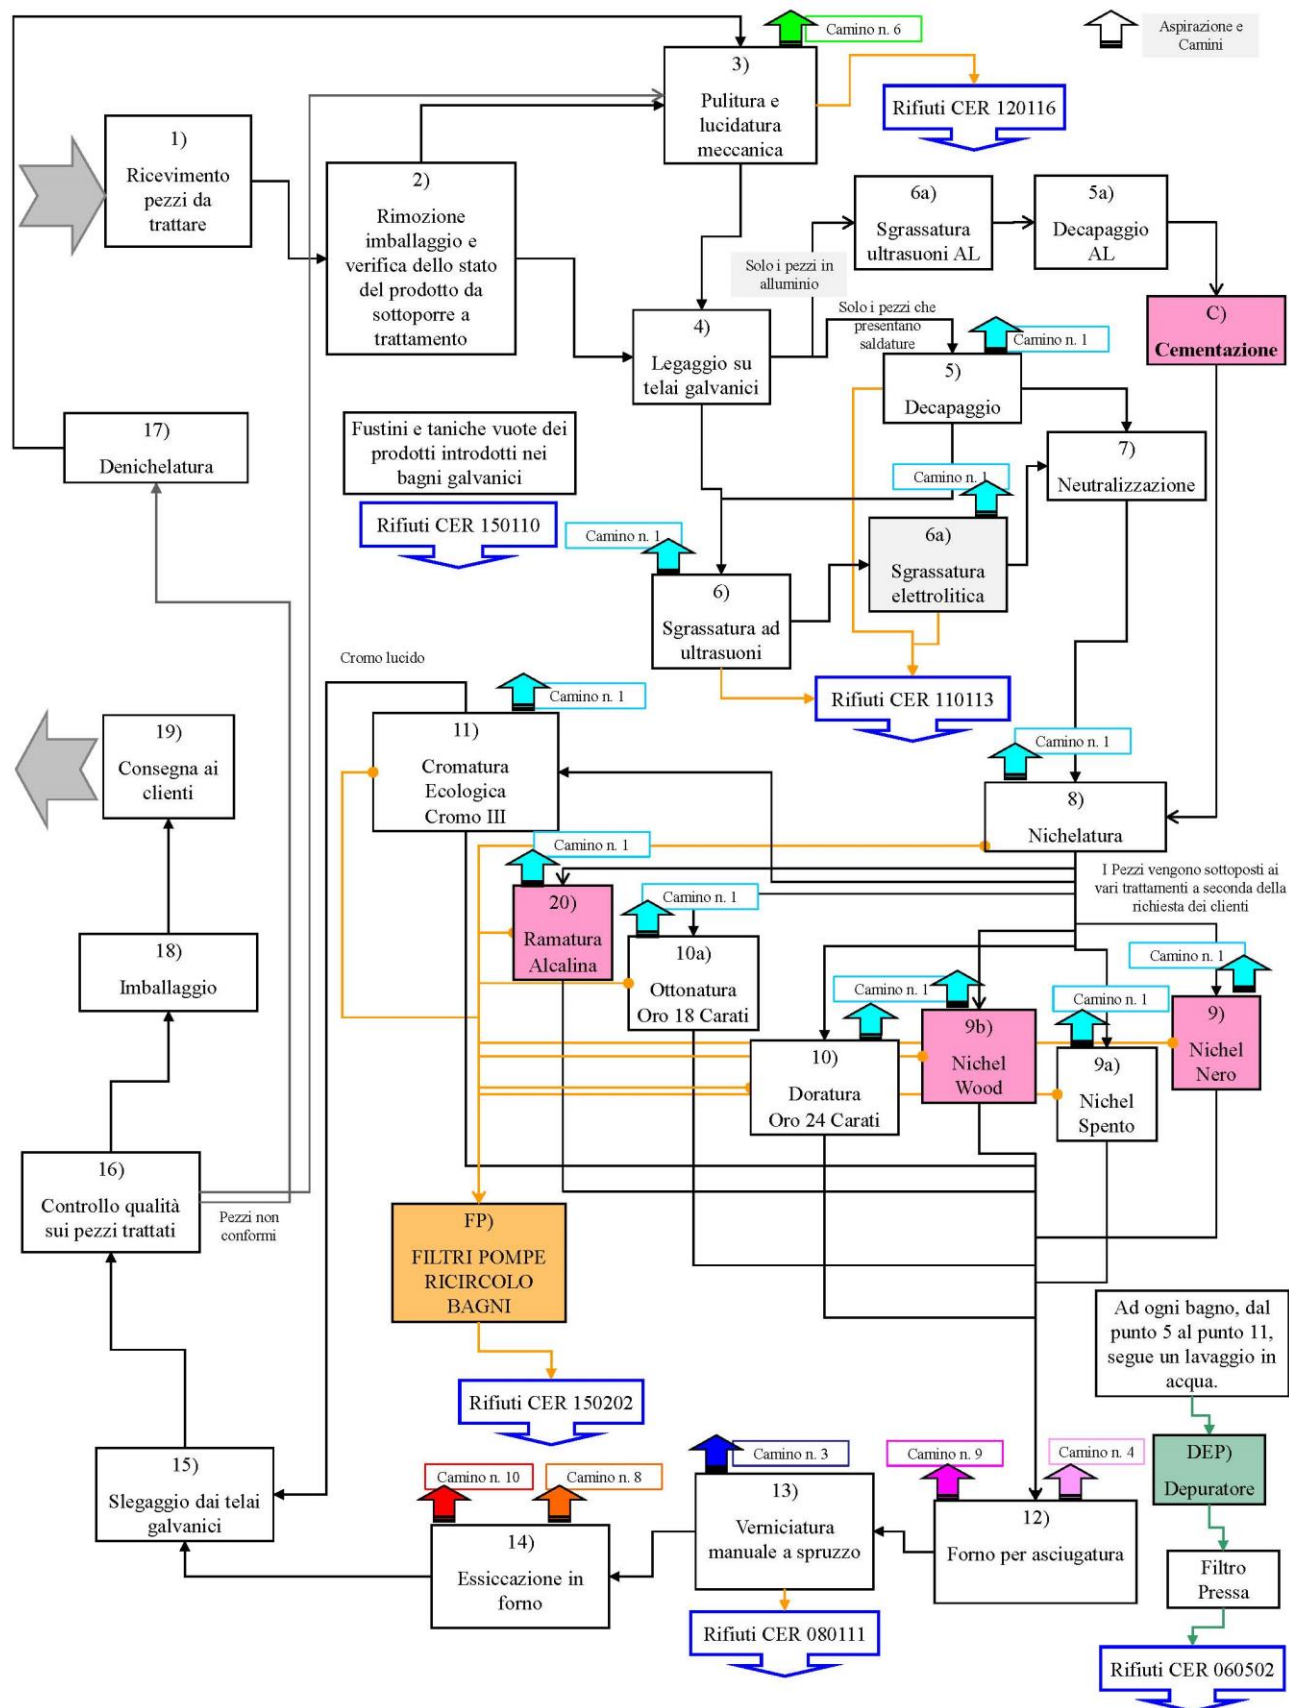 Camino n. 6
Aspirazione e
Camini
3)
Pulitura e
lucidatura
meccanica
Rifiuti CER 120116
1)
Ricevimento
pezzi da
trattare
2)
Rimozione
imballaggio e
verifica dello stato
del prodotto da
sottoporre a
trattamento
6a)
Sgrassatura
ultrasuoni AL
5a)
Decapaggio
AL
Solo i pezzi in
alluminio
Solo i pezzi che
presentano
saldature
4)
Legaggio su
telai galvanici
Camino n. 1
C)
Cementazione
5)
Decapaggio
17)
Denichelatura
Fustini e taniche vuote dei
prodotti introdotti nei
bagni galvanici
Rifiuti CER 150110
7)
Neutralizzazione
Camino n. 1
6a)
Sgrassatura
elettrolitica
Camino n. 1
6)
Sgrassatura ad
ultrasuoni
Cromo lucido
Camino n. 1
Rifiuti CER 110113
11)
Cromatura
Ecologica
Cromo III
19)
Consegna ai
clienti
Camino n. 1
8)
Nichelatura
Camino n. 1
20)
Ramatura
Alcalina
Camino n. 1
10a)
Ottonatura
Oro 18 Carati
I Pezzi vengono sottoposti ai
vari trattamenti a seconda della
richiesta dei clienti
18)
Imballaggio
Camino n. 1
10)
Doratura
Oro 24 Carati
9b)
Nichel
Wood
Camino n. 1
9a)
Nichel
Spento
Camino n. 1
9)
Nichel
Nero
16)
Controllo qualità
sui pezzi trattati
Pezzi non
conformi
FP)
FILTRI POMPE
RICIRCOLO
BAGNI
Rifiuti CER 150202
Ad ogni bagno, dal
punto 5 al punto 11,
segue un lavaggio in
acqua.
DEP)
Depuratore
Filtro
Pressa
Rifiuti CER 060502
15)
Slegaggio dai telai
galvanici
Camino n. 10
Camino n. 8
14)
Essiccazione in
forno
Camino n. 3
13)
Verniciatura
manuale a spruzzo
Camino n. 9
Camino n. 4
12)
Forno per asciugatura
Rifiuti CER 080111